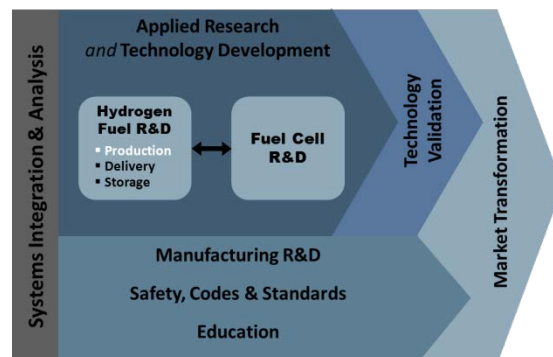 Systems Integration & Analysis
Applied Research
and Technology Development
Hydrogen
Fuel R&D
▪ Production
▪ Delivery
▪ Storage
Fuel Cell
R&D
Technology
Validation
Market Transformation
Manufacturing R&D
Safety, Codes & Standards
Education